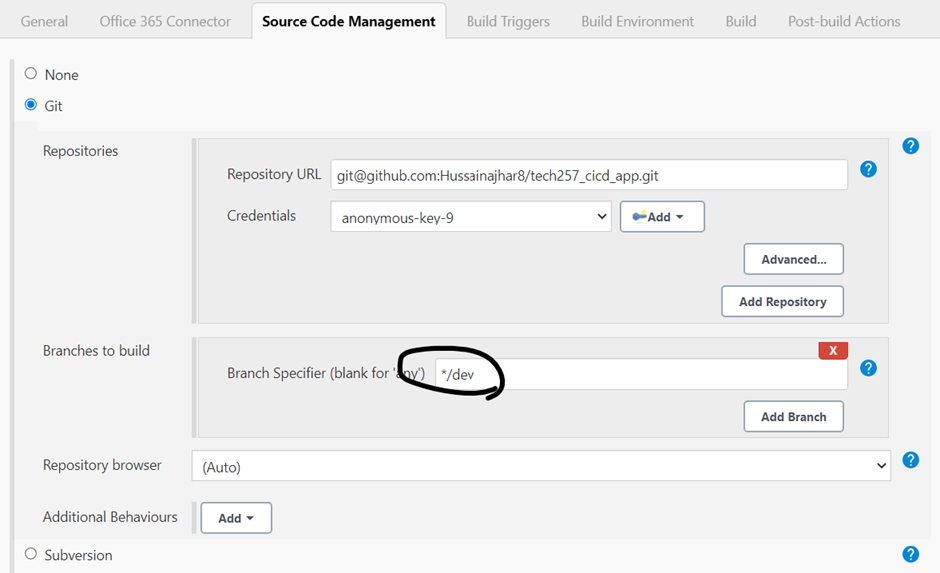 General Office 365 Connector Source Code Management Build Triggers Build Environment Build Post-build Actions
None
Git
Repositories ?
Repository URL git@github.com:Hussainajhar8/tech257_cicd_app.git ?
Credentials anonymous-key-9 Add
Advanced...
Add Repository
Branches to build X
Branch Specifier (blank for 'any') */dev ?
Add Branch
Repository browser (Auto) ?
Additional Behaviours Add
Subversion ?